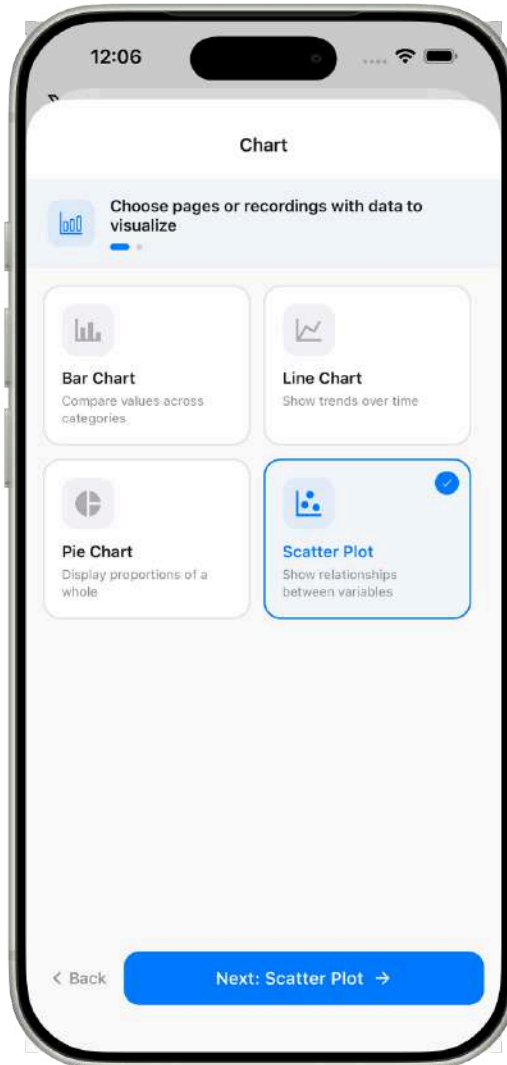 12:06
Chart
Choose pages or recordings with data to
visualize
Bar Chart
Compare values across
categories
Line Chart
Show trends over time
Pie Chart
Display proportions of a
whole
Scatter Plot
Show relationships
between variables
Back
Next: Scatter Plot →